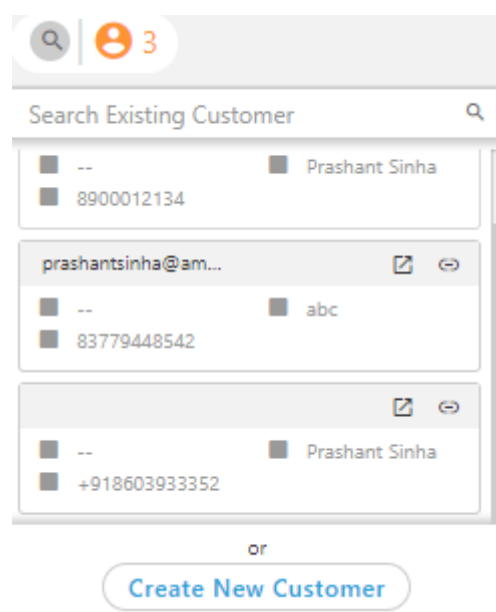 3
Search Existing Customer
-- Prashant Sinha
8900012134
prashantsinha@am...
-- abc
83779448542
-- Prashant Sinha
+918603933352
or
Create New Customer